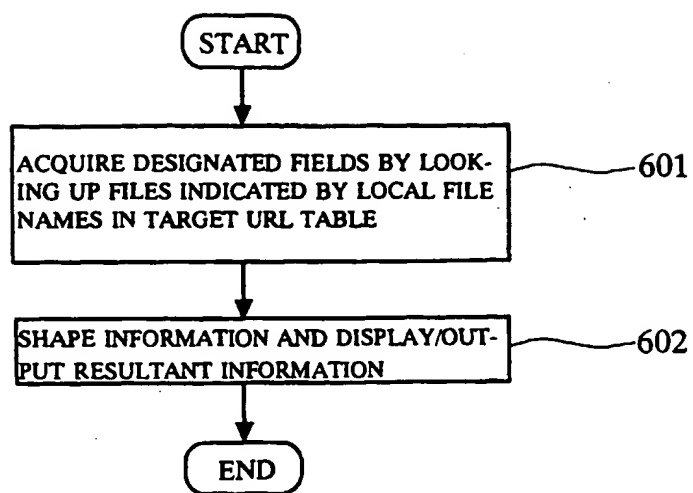 START
ACQUIRE DESIGNATED FIELDS BY LOOK-
ING UP FILES INDICATED BY LOCAL FILE
NAMES IN TARGET URL TABLE
601
SHAPE INFORMATION AND DISPLAY/OUT-
PUT RESULTANT INFORMATION
602
END